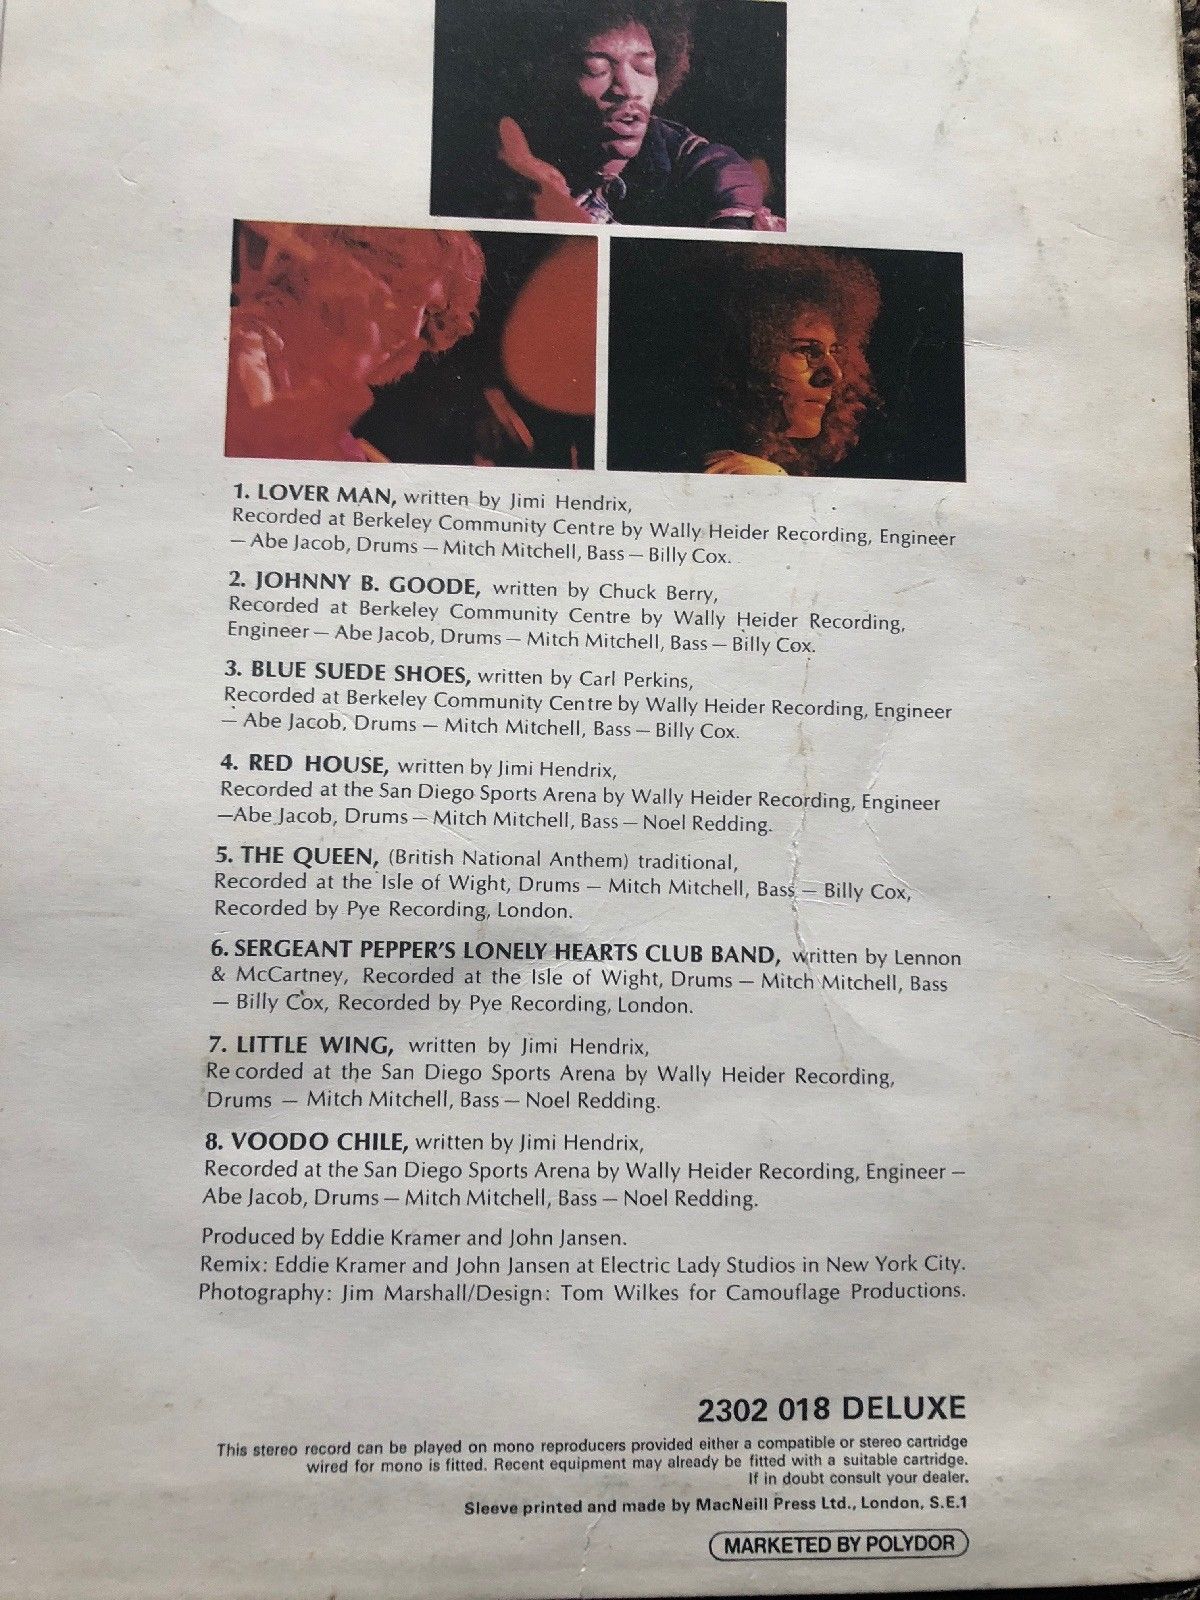 1. LOVER MAN, written by Jimi Hendrix,
Recorded at Berkeley Community Centre by Wally Heider Recording, Engineer
— Abe Jacob, Drums — Mitch Mitchell, Bass — Billy Cox.
2. JOHNNY B. GOODE, written by Chuck Berry,
Recorded at Berkeley Community Centre by Wally Heider Recording,
Engineer — Abe Jacob, Drums — Mitch Mitchell, Bass — Billy Cox.
3. BLUE SUEDE SHOES, written by Carl Perkins,
Recorded at Berkeley Community Centre by Wally Heider Recording, Engineer
— Abe Jacob, Drums — Mitch Mitchell, Bass — Billy Cox.
4. RED HOUSE, written by Jimi Hendrix,
Recorded at the San Diego Sports Arena by Wally Heider Recording, Engineer
—Abe Jacob, Drums — Mitch Mitchell, Bass — Noel Redding.
5. THE QUEEN, (British National Anthem) traditional,
Recorded at the Isle of Wight, Drums — Mitch Mitchell, Bass — Billy Cox,
Recorded by Pye Recording, London.
6. SERGEANT PEPPER'S LONELY HEARTS CLUB BAND, written by Lennon
& McCartney, Recorded at the Isle of Wight, Drums — Mitch Mitchell, Bass
— Billy Cox, Recorded by Pye Recording, London.
7. LITTLE WING, written by Jimi Hendrix,
Recorded at the San Diego Sports Arena by Wally Heider Recording,
Drums — Mitch Mitchell, Bass — Noel Redding.
8. VOODO CHILE, written by Jimi Hendrix,
Recorded at the San Diego Sports Arena by Wally Heider Recording, Engineer —
Abe Jacob, Drums — Mitch Mitchell, Bass — Noel Redding.
Produced by Eddie Kramer and John Jansen.
Remix: Eddie Kramer and John Jansen at Electric Lady Studios in New York City.
Photography: Jim Marshall/Design: Tom Wilkes for Camouflage Productions.
2302 018 DELUXE
This stereo record can be played on mono reproducers provided either a compatible or stereo cartridge
wired for mono is fitted. Recent equipment may already be fitted with a suitable cartridge.
If in doubt consult your dealer.
Sleeve printed and made by MacNeill Press Ltd., London, S.E.1
MARKETED BY POLYDOR